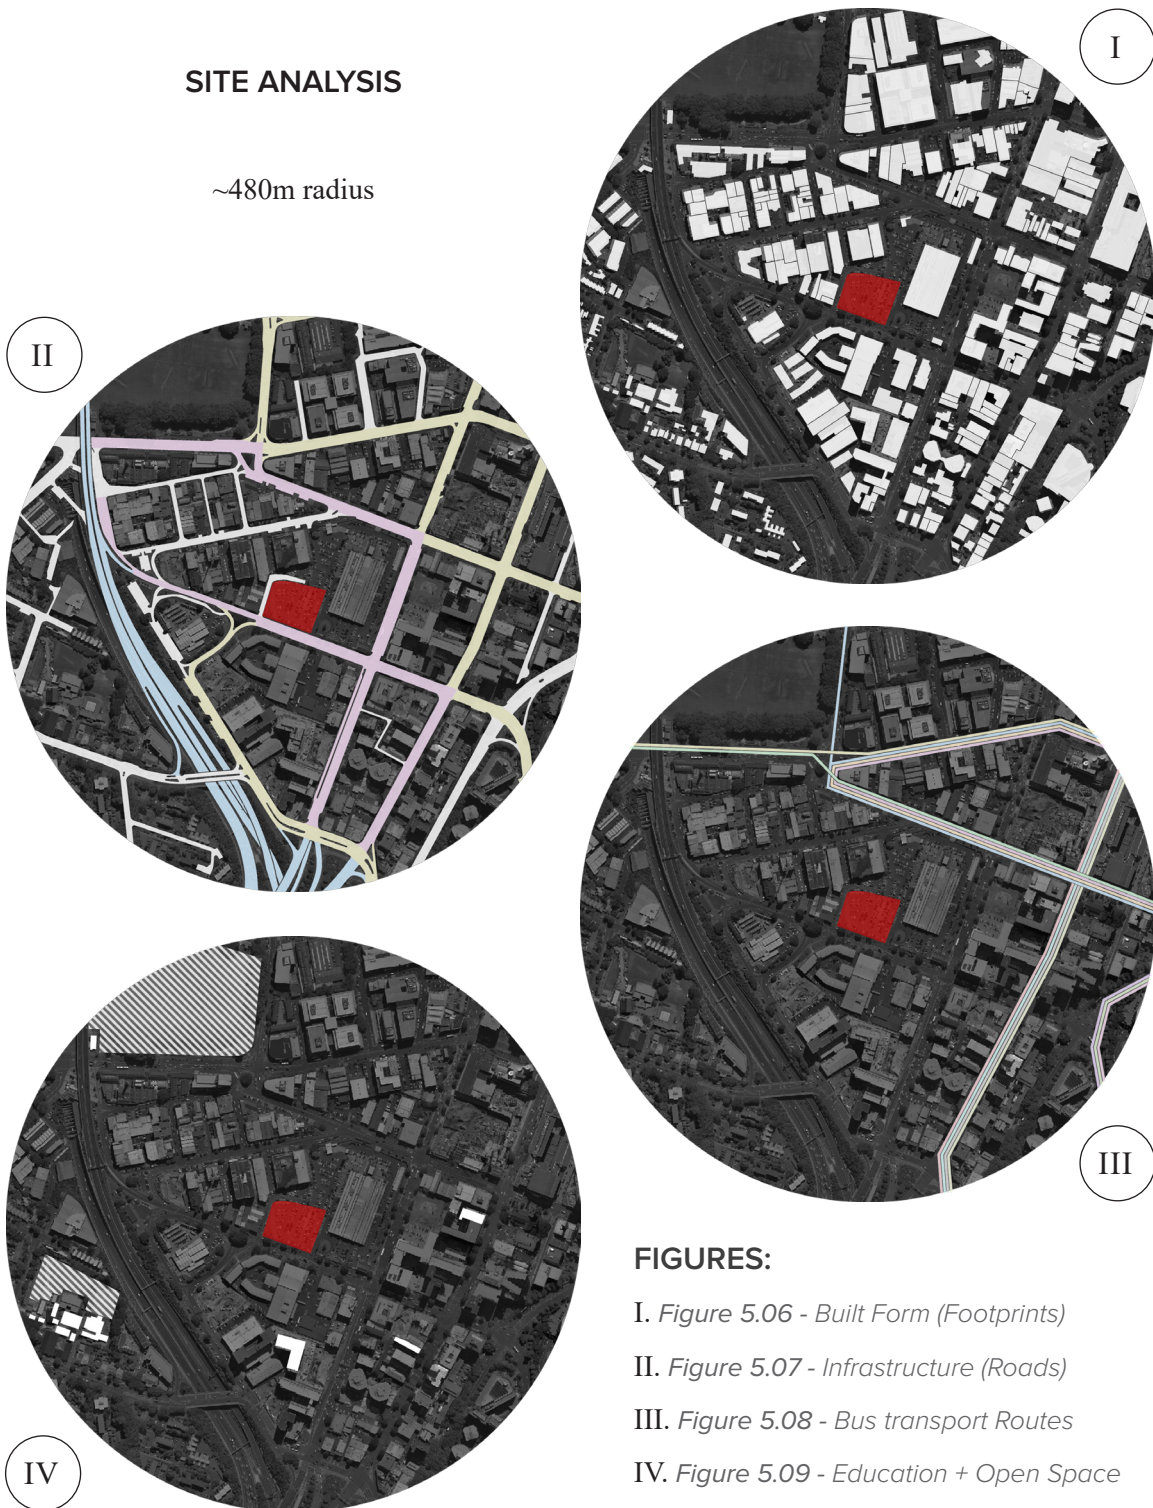 SITE ANALYSIS
~480m radius
I
II
III
IV
FIGURES:
I. Figure 5.06 - Built Form (Footprints)
II. Figure 5.07 - Infrastructure (Roads)
III. Figure 5.08 - Bus transport Routes
IV. Figure 5.09 - Education + Open Space